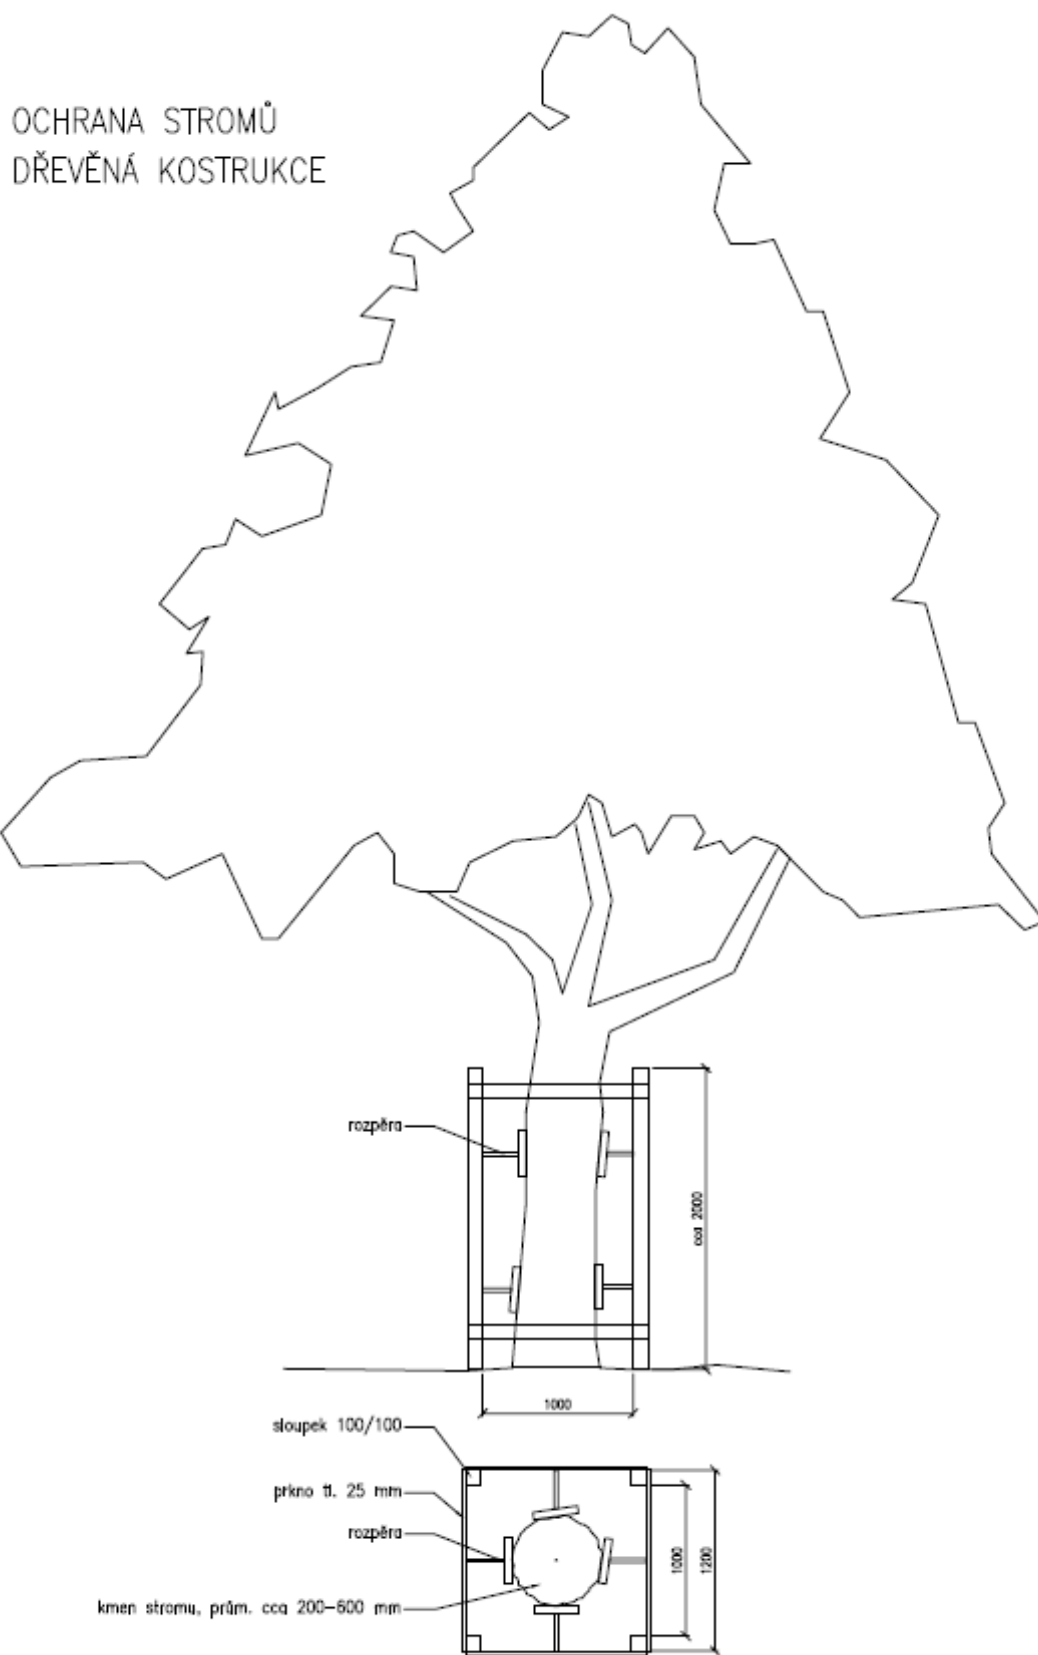 OCHRANA STROMŮ
DŘEVĚNÁ KOSTRUKCE
rozpěra
cca 2000
1000
sloupek 100/100
prkno tl. 25 mm
rozpěra
1000
1200
kmen stromu, prům. cca 200-600 mm